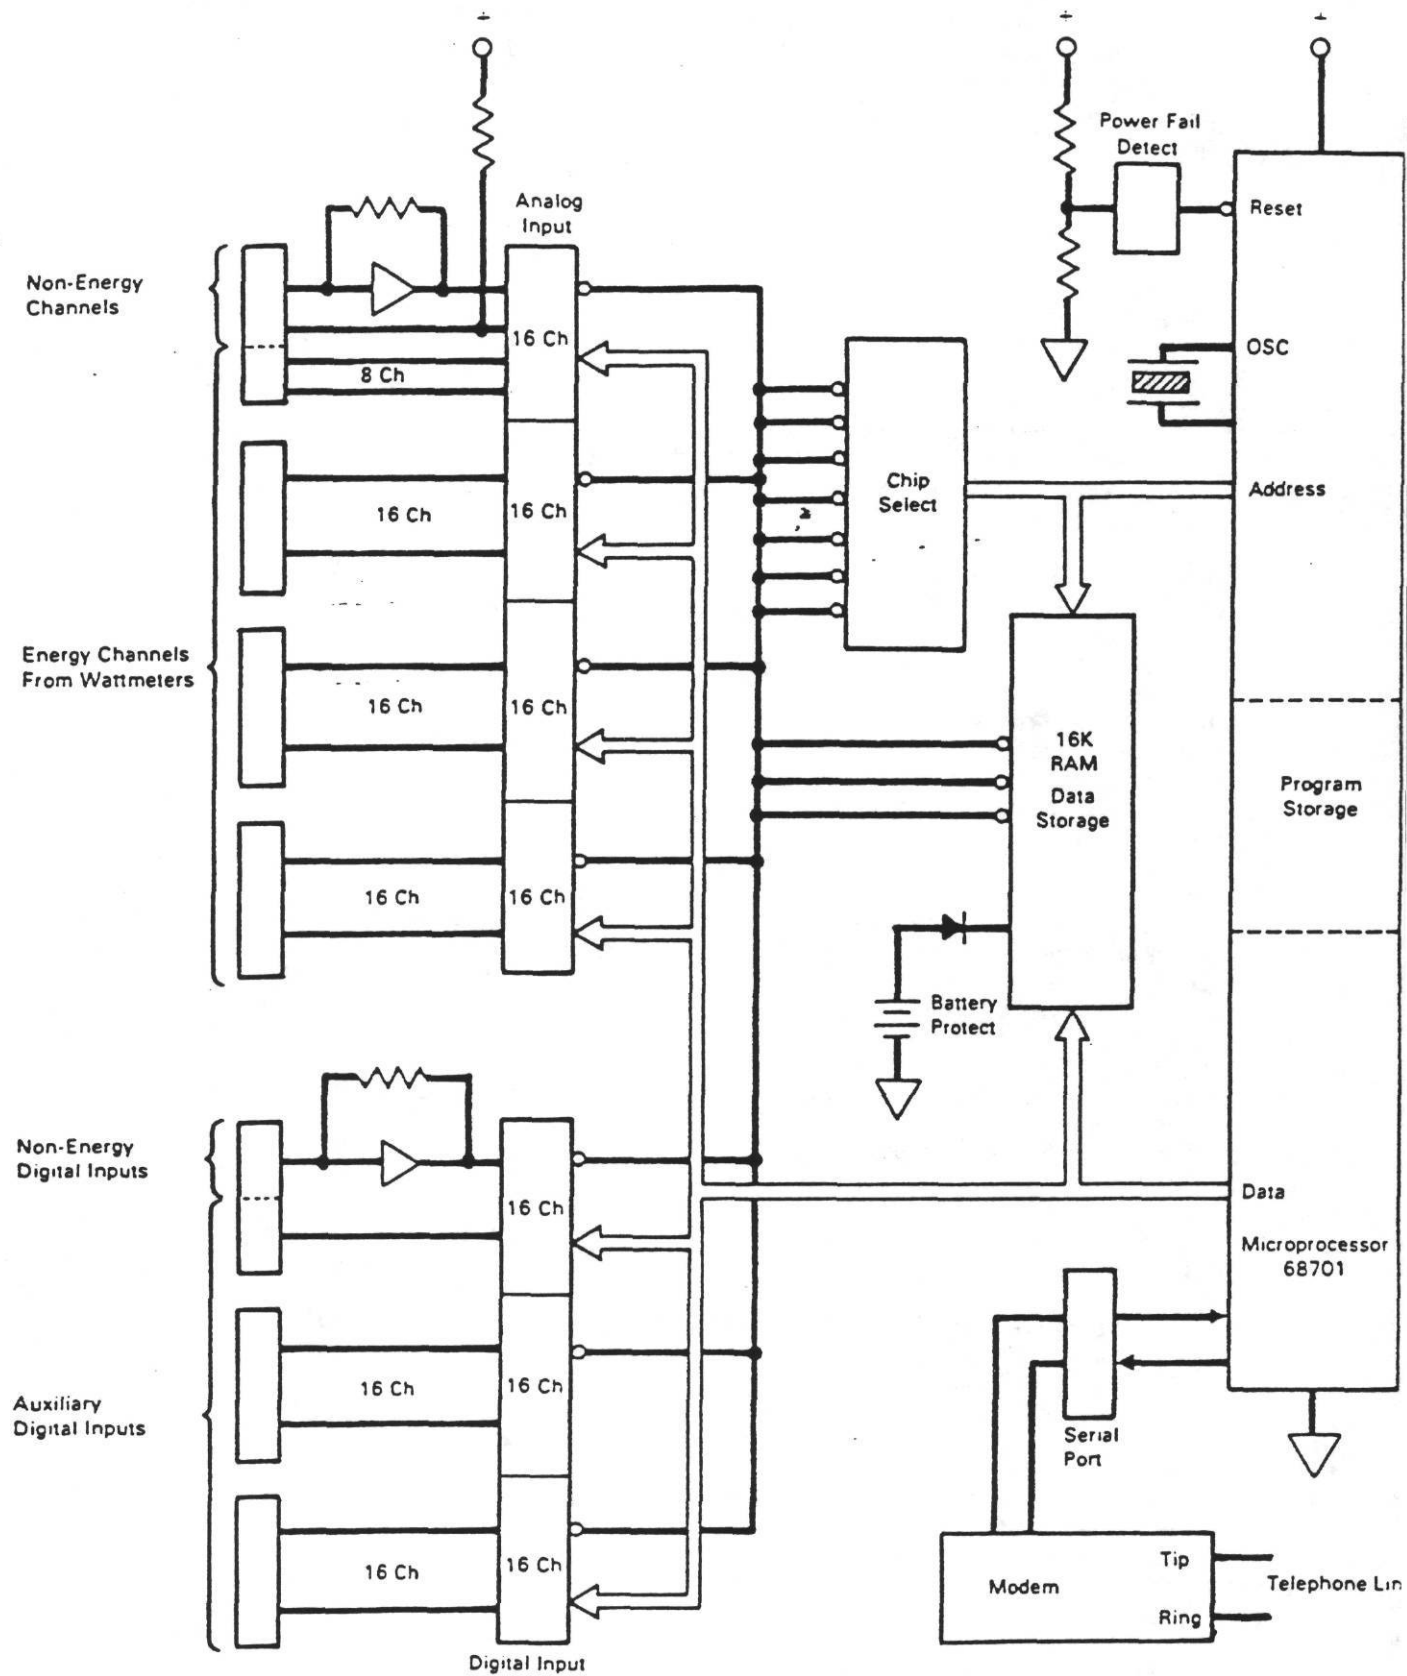 +
+
+
Power Fail
Detect
Reset
Analog
Input
Non-Energy
Channels
16 Ch
8 Ch
OSC
Chip
Select
Address
16 Ch
16 Ch
Energy Channels
From Wattmeters
16 Ch
16 Ch
16K
RAM
Data
Storage
Program
Storage
16 Ch
16 Ch
Battery
Protect
Non-Energy
Digital Inputs
16 Ch
Data
Microprocessor
68701
Auxiliary
Digital Inputs
16 Ch
16 Ch
Serial
Port
16 Ch
16 Ch
Modem
Tip
Ring
Telephone Lin
Digital Input